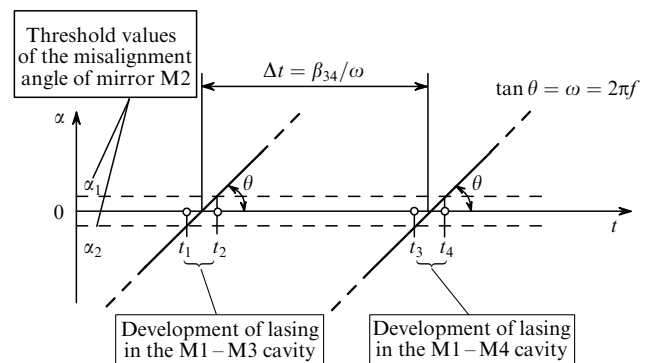 Threshold values
of the misalignment
angle of mirror M2
Δt = β₃₄/ω
tan θ = ω = 2πf
α
α₁
θ
θ
0
α₂
t₁
t₂
t₃
t₄
t
Development of lasing
in the M1 – M3 cavity
Development of lasing
in the M1 – M4 cavity